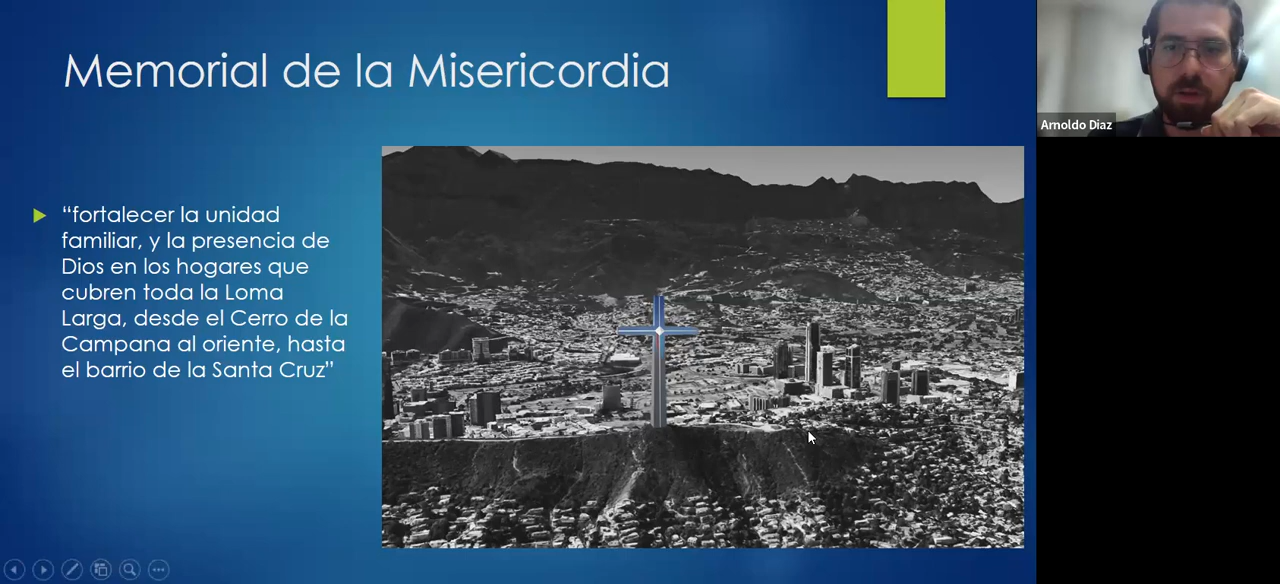 Memorial de la Misericordia
Arnoldo Diaz
“fortalecer la unidad
familiar, y la presencia de
Dios en los hogares que
cubren toda la Loma
Larga, desde el Cerro de la
Campana al oriente, hasta
el barrio de la Santa Cruz”